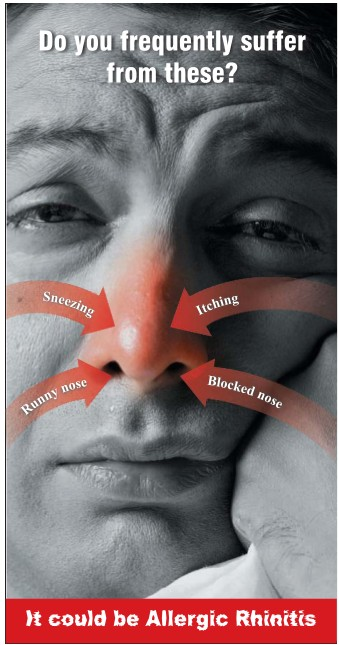 Do you frequently suffer
from these?
Sneezing
Itching
Runny nose
Blocked nose
It could be Allergic Rhinitis